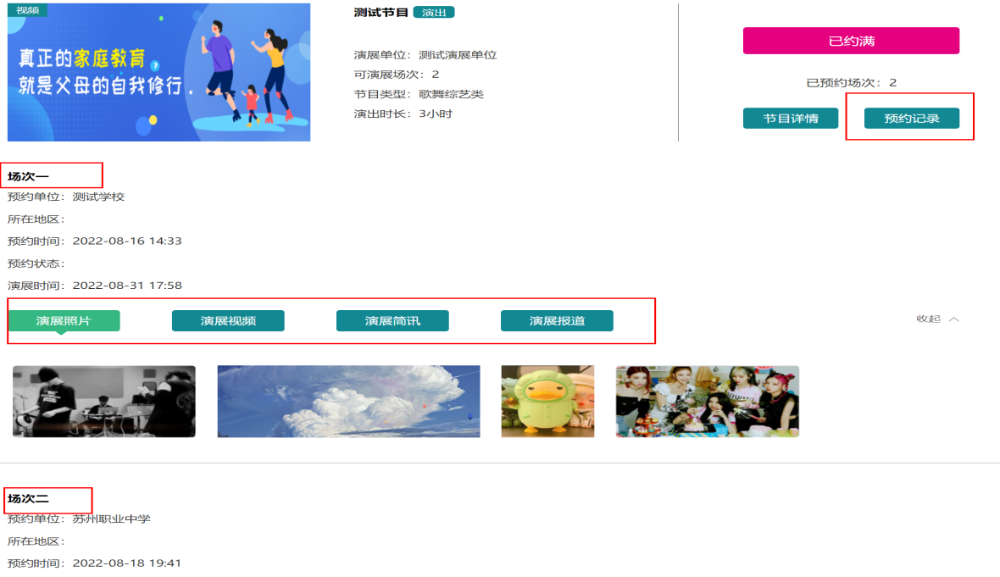 视频
真正的家庭教育，
就是父母的自我修行.
测试节目 演出
演展单位：测试演展单位
可演展场次：2
节目类型：歌舞综艺类
演出时长：3小时
已约满
已预约场次：2
节目详情 预约记录
场次一
预约单位：测试学校
所在地区：
预约时间：2022-08-16 14:33
预约状态：
演展时间：2022-08-31 17:58
演展照片 演展视频 演展简讯 演展报道 收起
场次二
预约单位：苏州职业中学
所在地区：
预约时间：2022-08-18 19:41